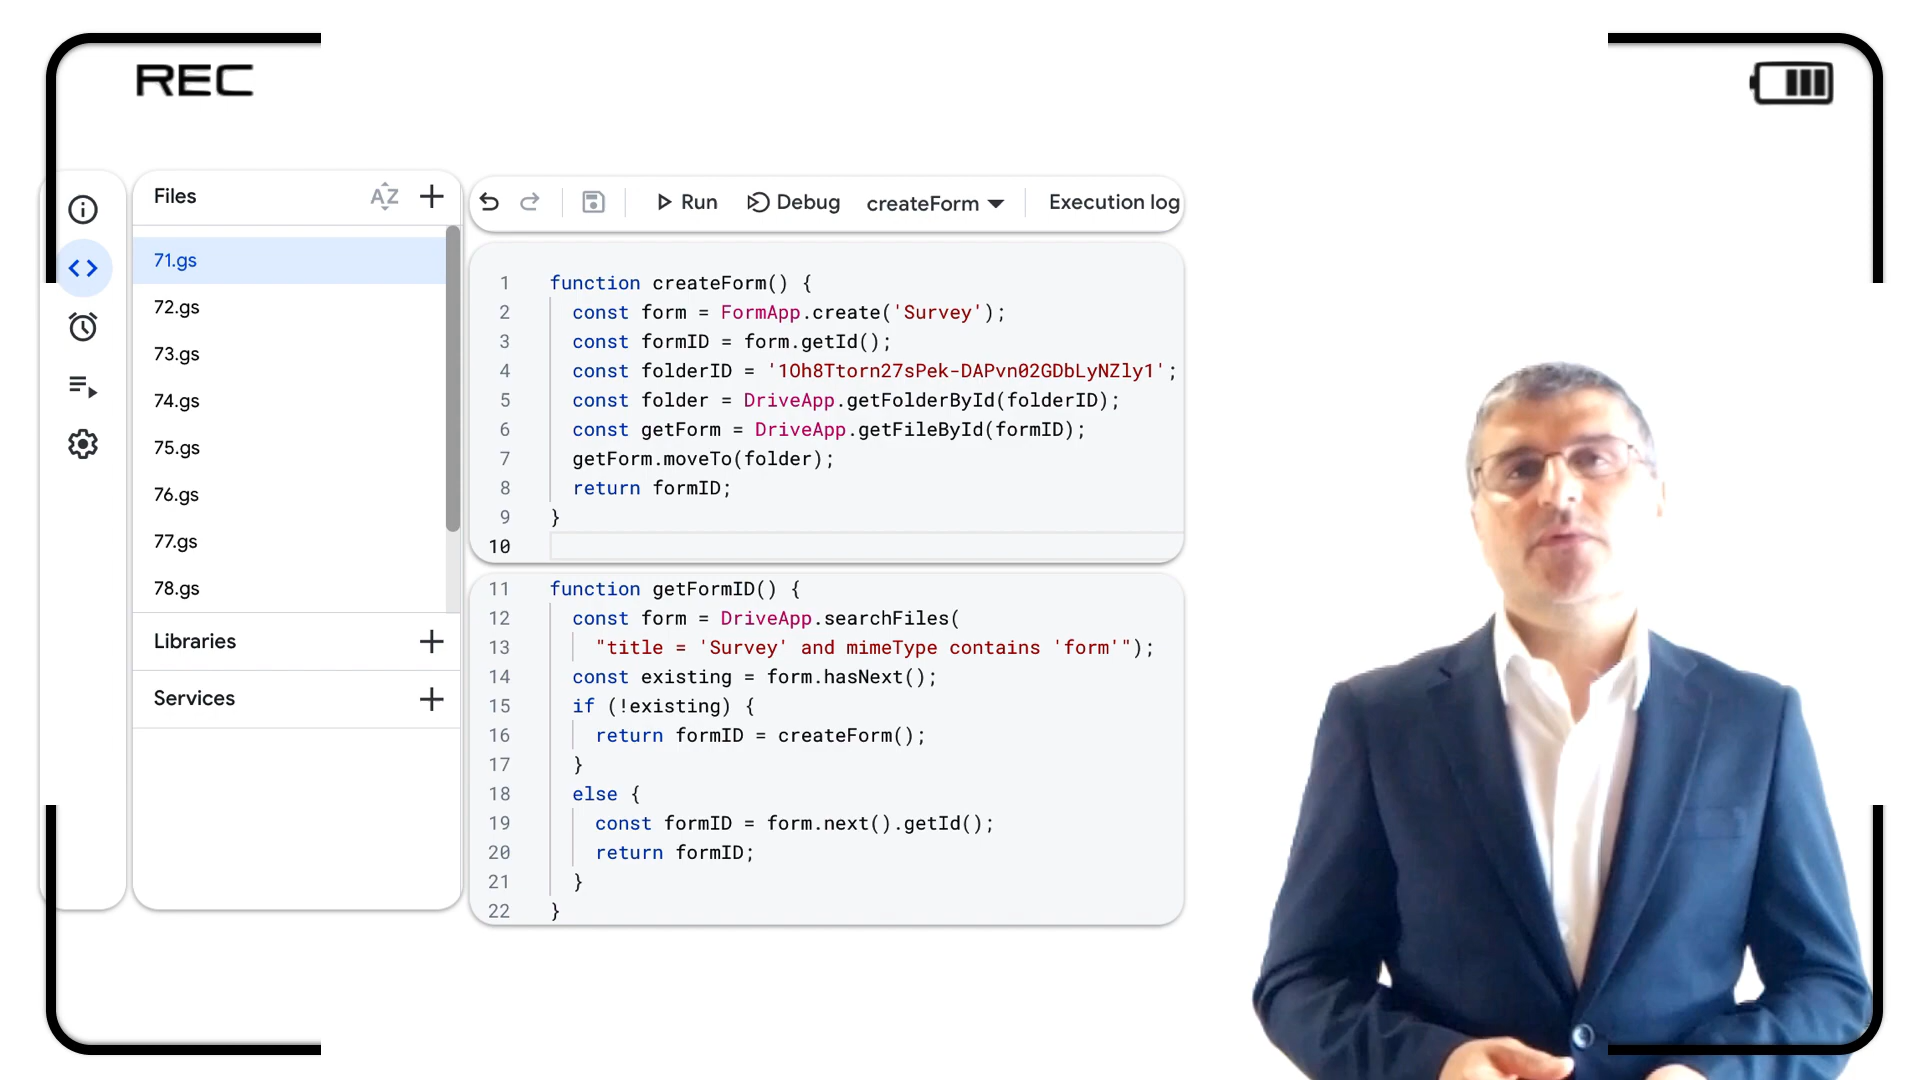 REC
Files
71.gs
72.gs
73.gs
74.gs
75.gs
76.gs
77.gs
78.gs
Libraries
Services
Run Debug createForm Execution log
1 function createForm() {
2 const form = FormApp.create('Survey');
3 const formID = form.getId();
4 const folderID = '1Oh8Ttorn27sPek-DAPvn02GDbLyNZly1';
5 const folder = DriveApp.getFolderById(folderID);
6 const getForm = DriveApp.getFileById(formID);
7 getForm.moveTo(folder);
8 return formID;
9 }
10
11 function getFormID() {
12 const form = DriveApp.searchFiles(
13 "title = 'Survey' and mimeType contains 'form'");
14 const existing = form.hasNext();
15 if (!existing) {
16 return formID = createForm();
17 }
18 else {
19 const formID = form.next().getId();
20 return formID;
21 }
22 }